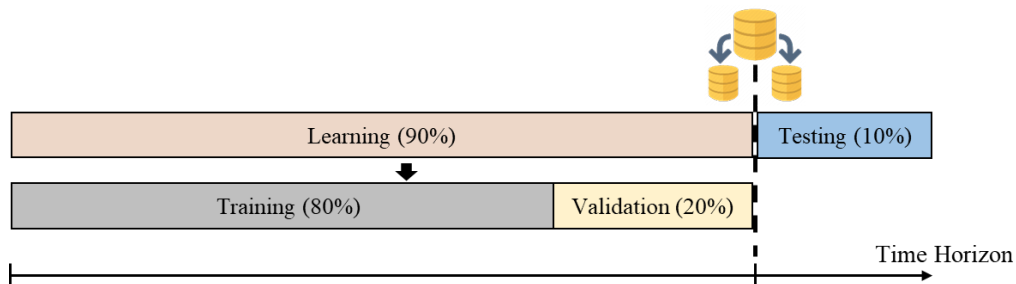 Learning (90%)
Testing (10%)
Training (80%)
Validation (20%)
Time Horizon